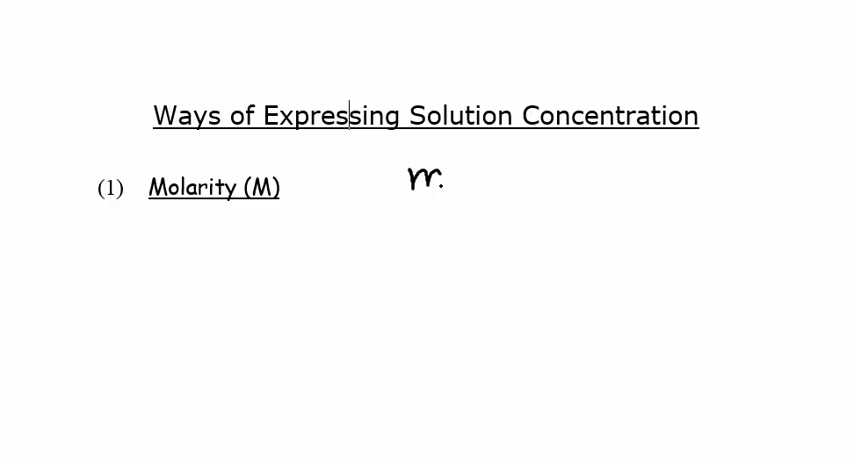 Ways of Expressing Solution Concentration
(1) Molarity (M) m